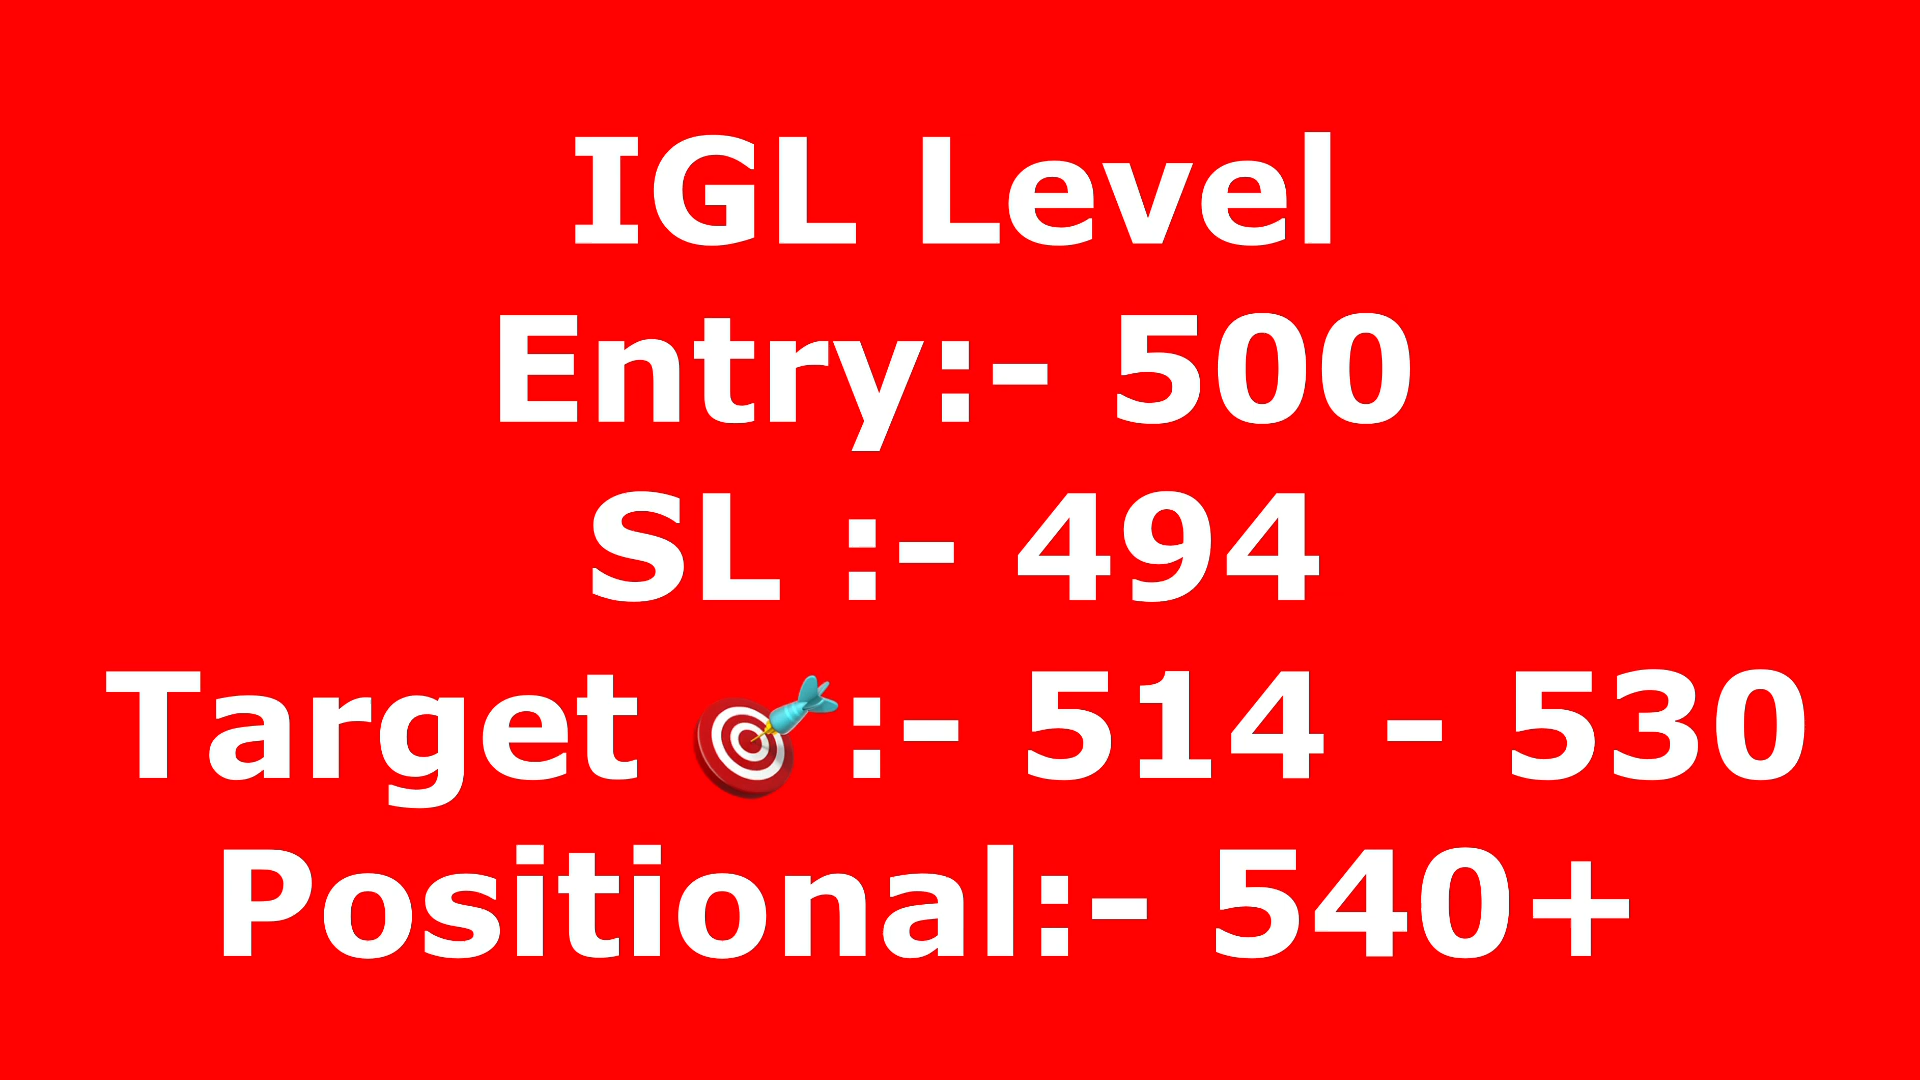 IGL Level
Entry:- 500
SL :- 494
Target 🎯:- 514 - 530
Positional:- 540+